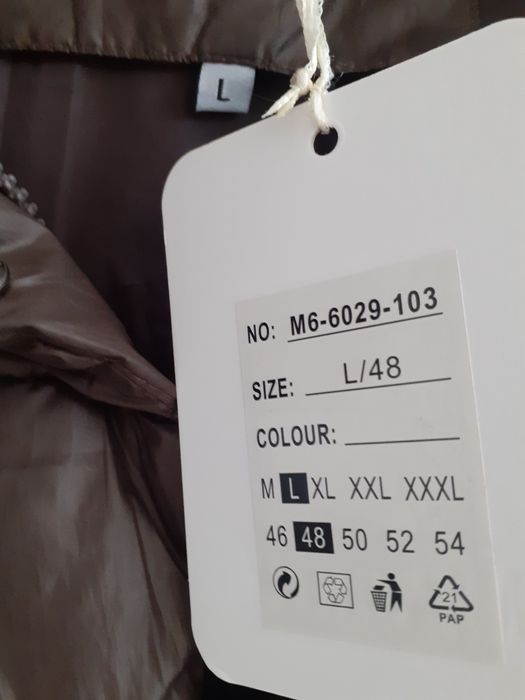 L
NO: M6-6029-103
SIZE: L/48
COLOUR:
M L XL XXL XXXL
46 48 50 52 54
21
PAP